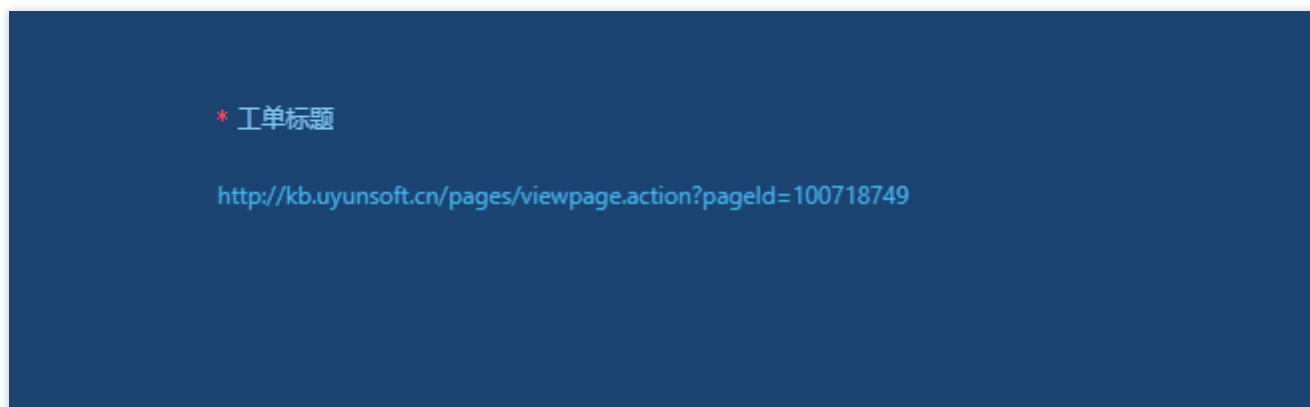 * 工单标题
http://kb.uyunsoft.cn/pages/viewpage.action?pageId=100718749